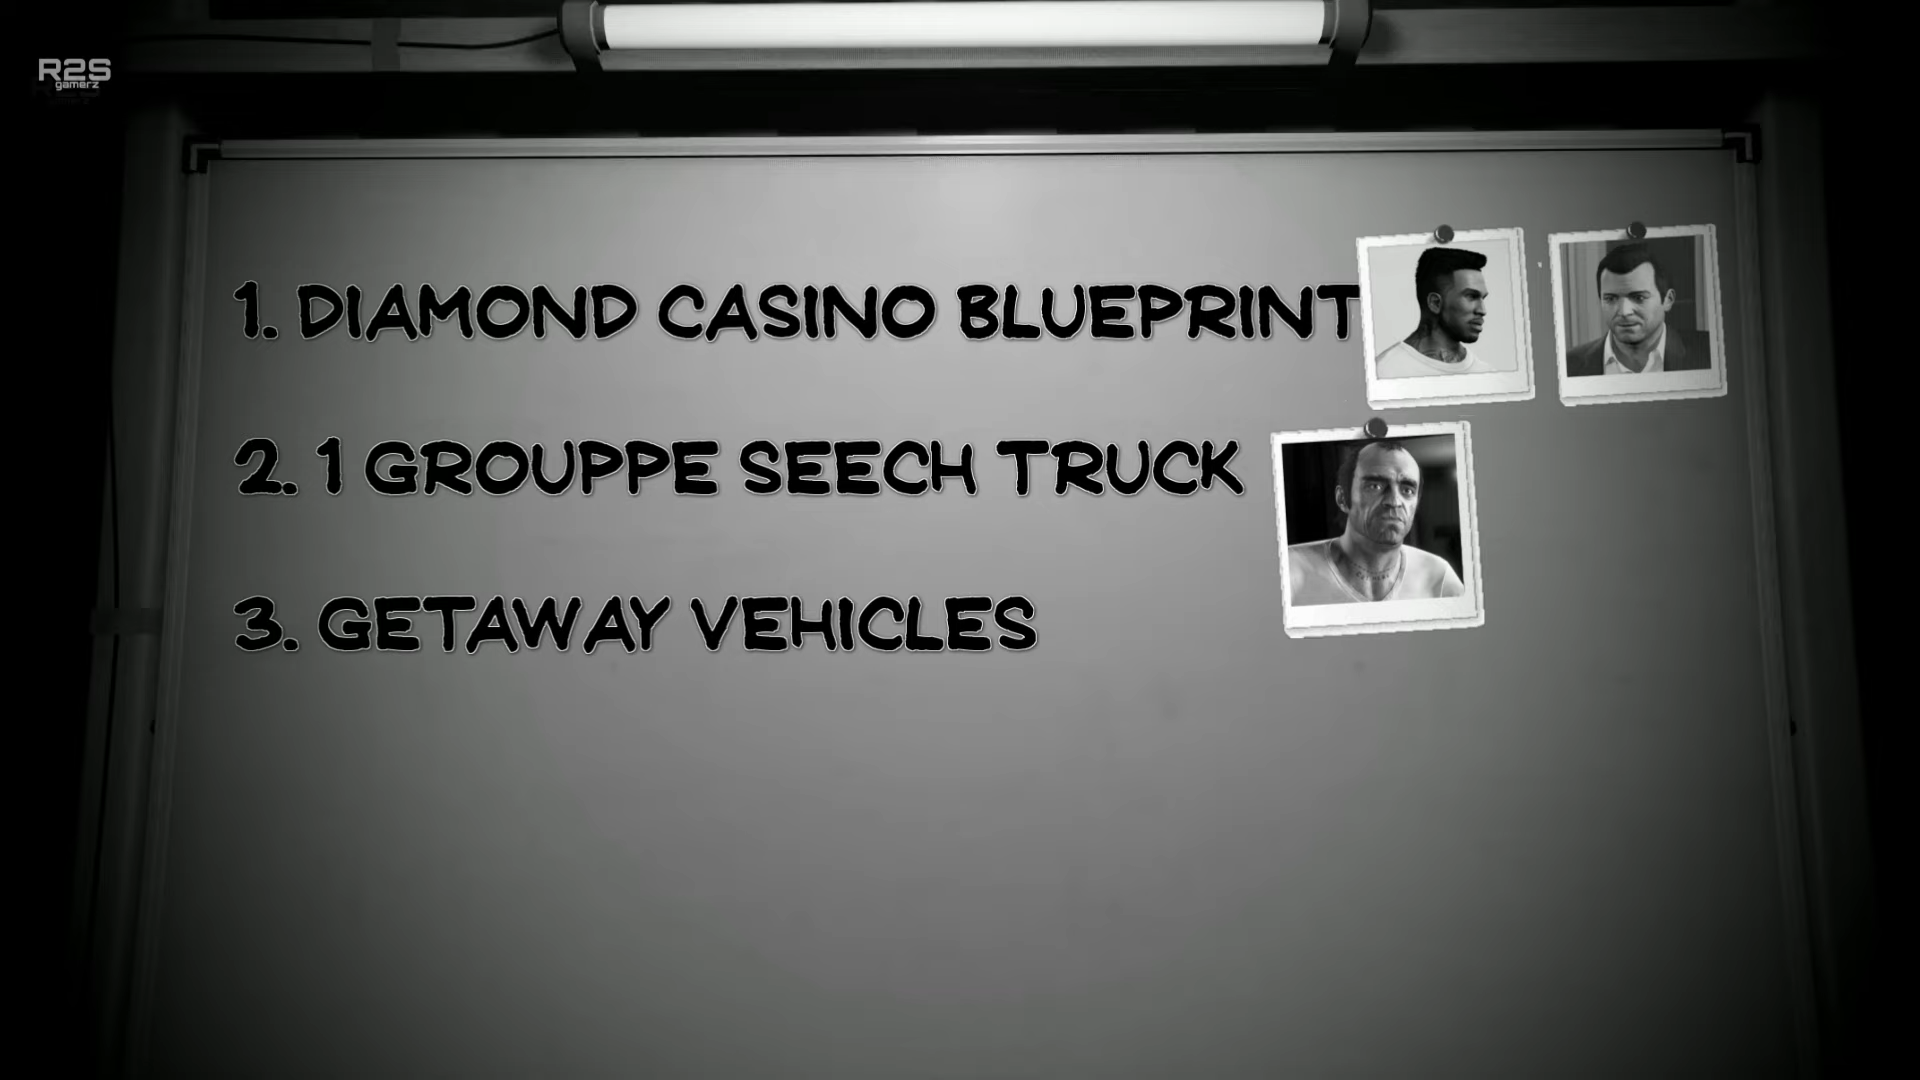 R2S
gamerz
1. DIAMOND CASINO BLUEPRINT
2. 1 GROUPPE SEECH TRUCK
3. GETAWAY VEHICLES